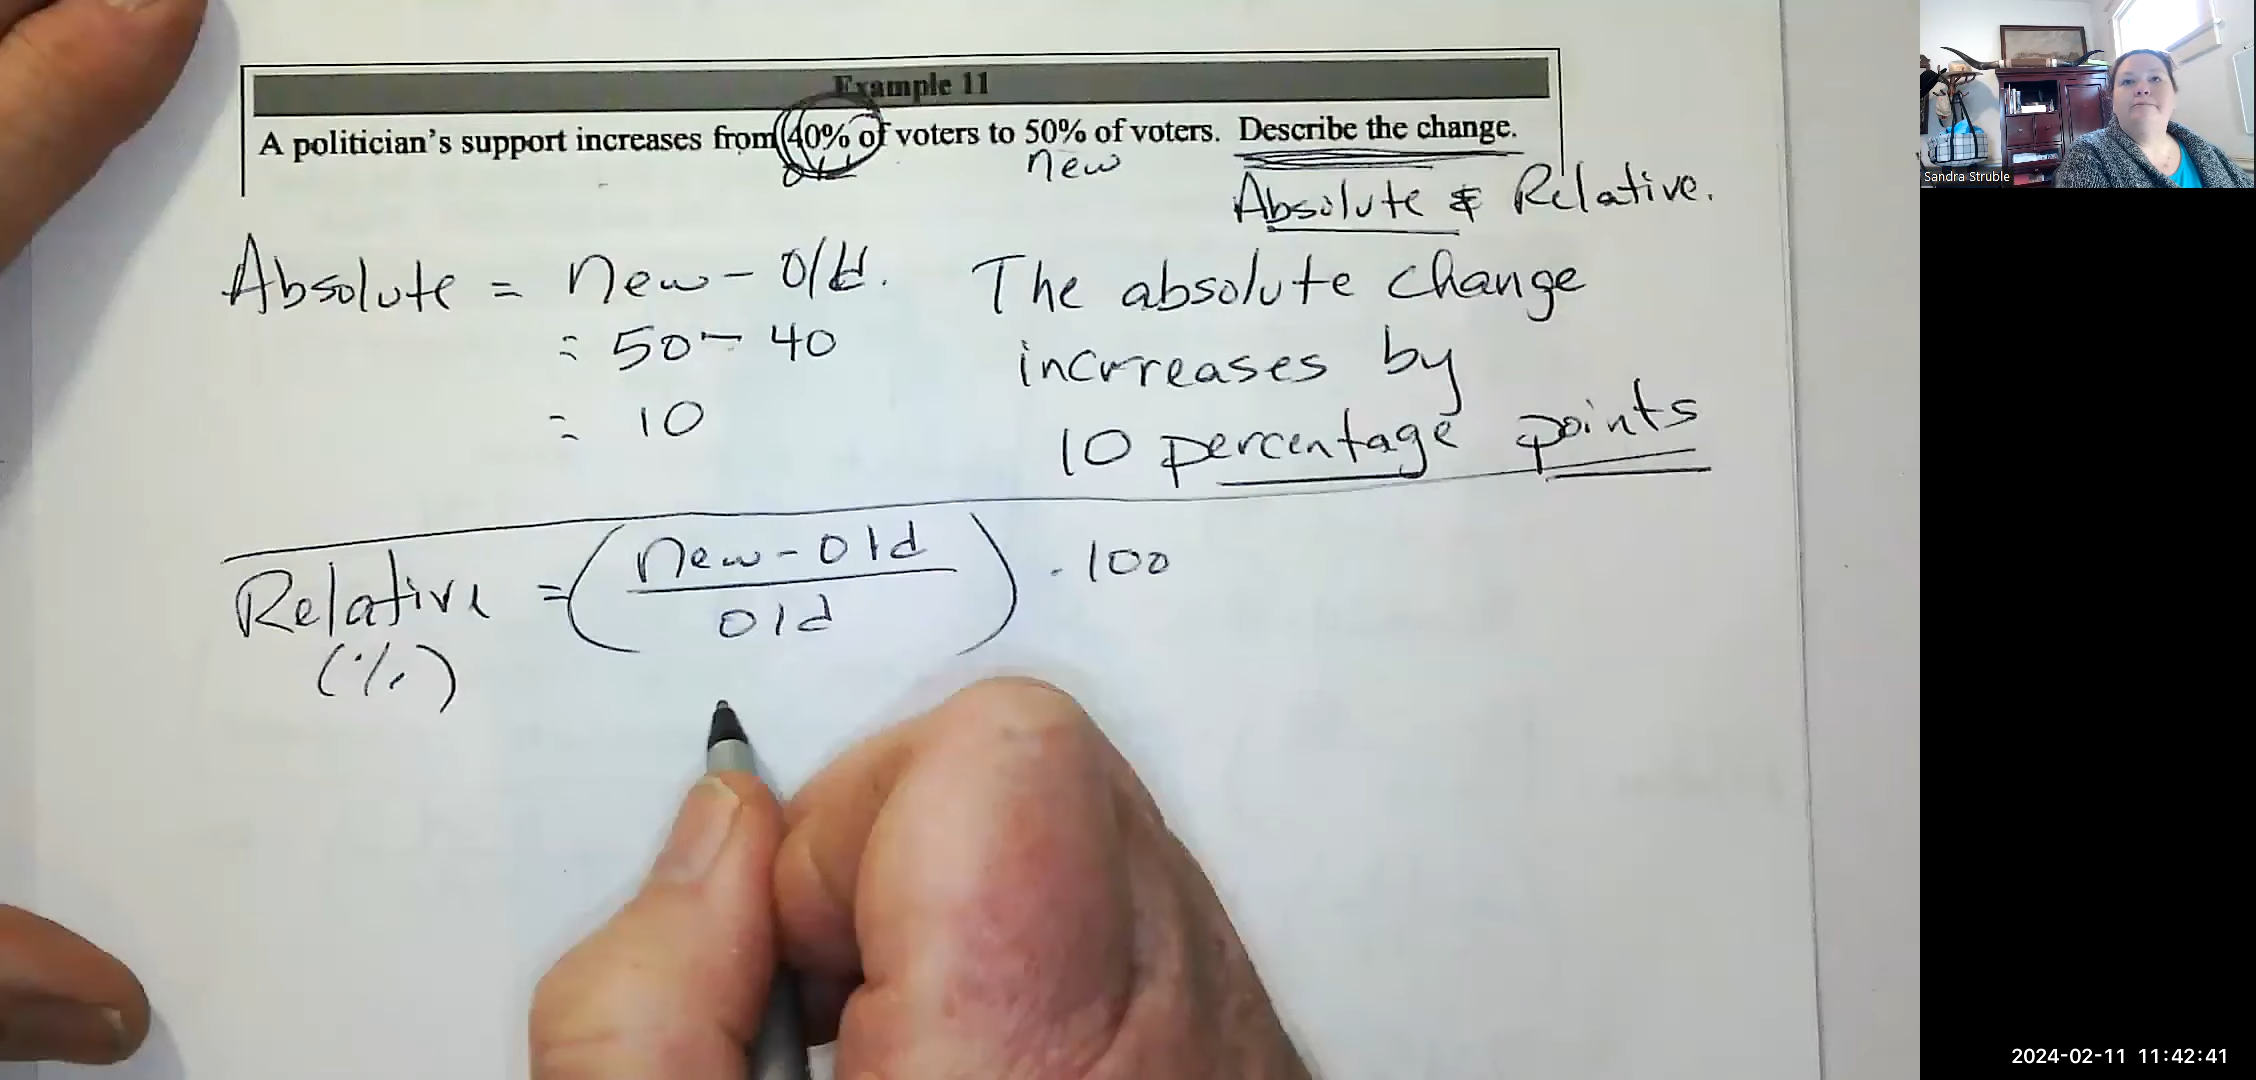 Example 11
A politician's support increases from 40% of voters to 50% of voters. Describe the change.
old
new
Absolute & Relative.
Absolute = new - old.
= 50 - 40
= 10
The absolute change
incrreases by
10 percentage points
Relative = (new - old / old) . 100
(%)
Sandra Struble
2024-02-11 11:42:41